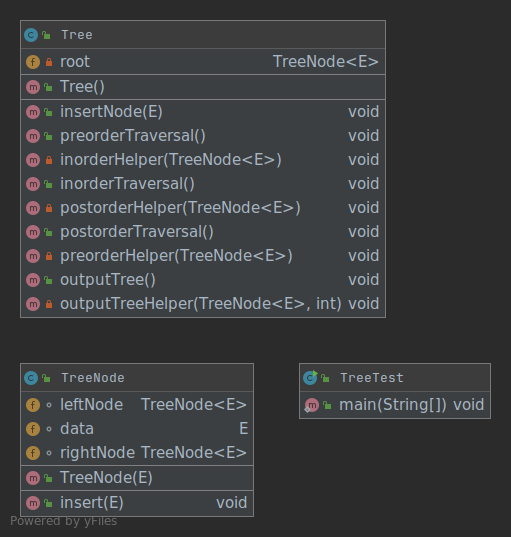 Tree
root TreeNode<E>
Tree()
insertNode(E) void
preorderTraversal() void
inorderHelper(TreeNode<E>) void
inorderTraversal() void
postorderHelper(TreeNode<E>) void
postorderTraversal() void
preorderHelper(TreeNode<E>) void
outputTree() void
outputTreeHelper(TreeNode<E>, int) void
TreeNode
leftNode TreeNode<E>
data E
rightNode TreeNode<E>
TreeNode(E)
insert(E) void
TreeTest
main(String[]) void
Powered by yFiles